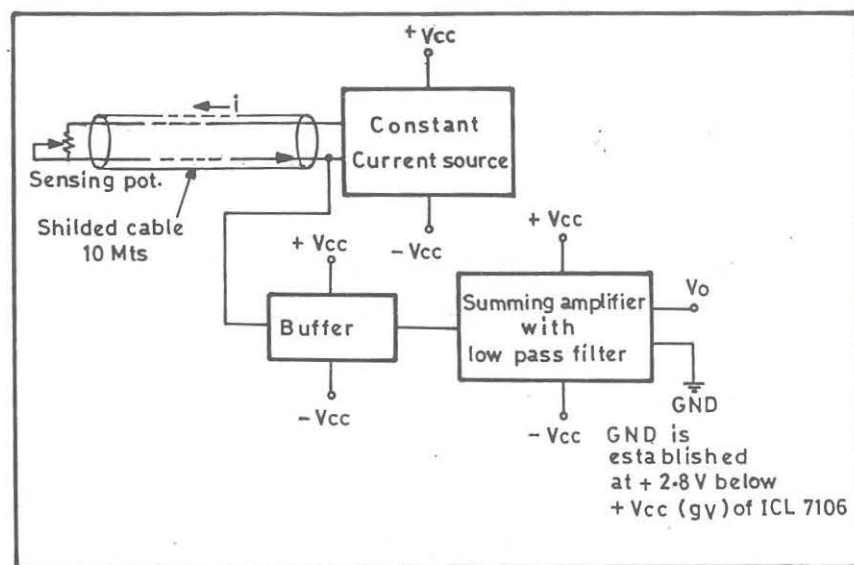 + Vcc
i
Constant
Current source
Sensing pot.
Shilded cable
10 Mts
- Vcc
+ Vcc
+ Vcc
Buffer
Summing amplifier
with
low pass filter
Vo
- Vcc
- Vcc
GND
GND is
established
at + 2.8 V below
+ Vcc (gv) of ICL 7106